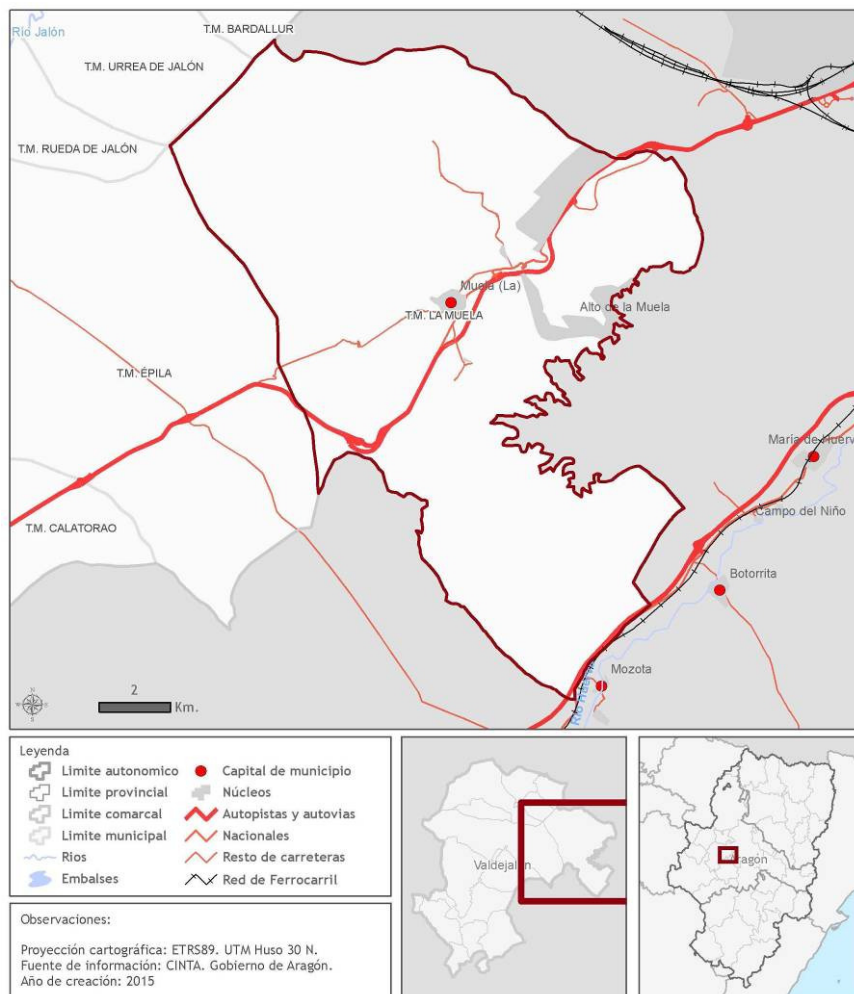 Río Jalón
T.M. BARDALLUR
T.M. URREA DE JALÓN
T.M. RUEDA DE JALÓN
Muela (La)
T.M. LA MUELA
Alto de la Muela
T.M. ÉPILA
María de Huerv
T.M. CALATORAO
Campo del Niño
Botorrita
Mozota
2
Km.
Leyenda
Limite autonomico
Limite provincial
Limite comarcal
Limite municipal
Rios
Embalses
Capital de municipio
Núcleos
Autopistas y autovias
Nacionales
Resto de carreteras
Red de Ferrocarril
Valdejalón
Aragón
Observaciones:
Proyección cartográfica: ETRS89. UTM Huso 30 N.
Fuente de información: CINTA. Gobierno de Aragón.
Año de creación: 2015